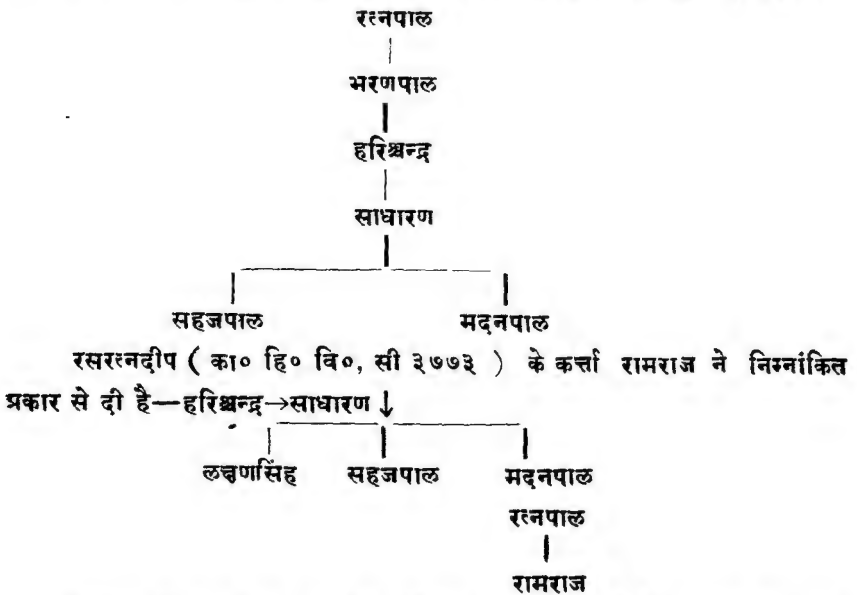 रत्नपाल
भरणपाल
हरिश्चन्द्र
साधारण
सहजपाल मदनपाल
रसरत्नदीप ( का० हि० वि०, सी ३७७३ ) के कर्त्ता रामराज ने निम्नांकित
प्रकार से दी है—हरिश्चन्द्र→साधारण ↓
लक्षणसिंह सहजपाल मदनपाल
रत्नपाल
रामराज